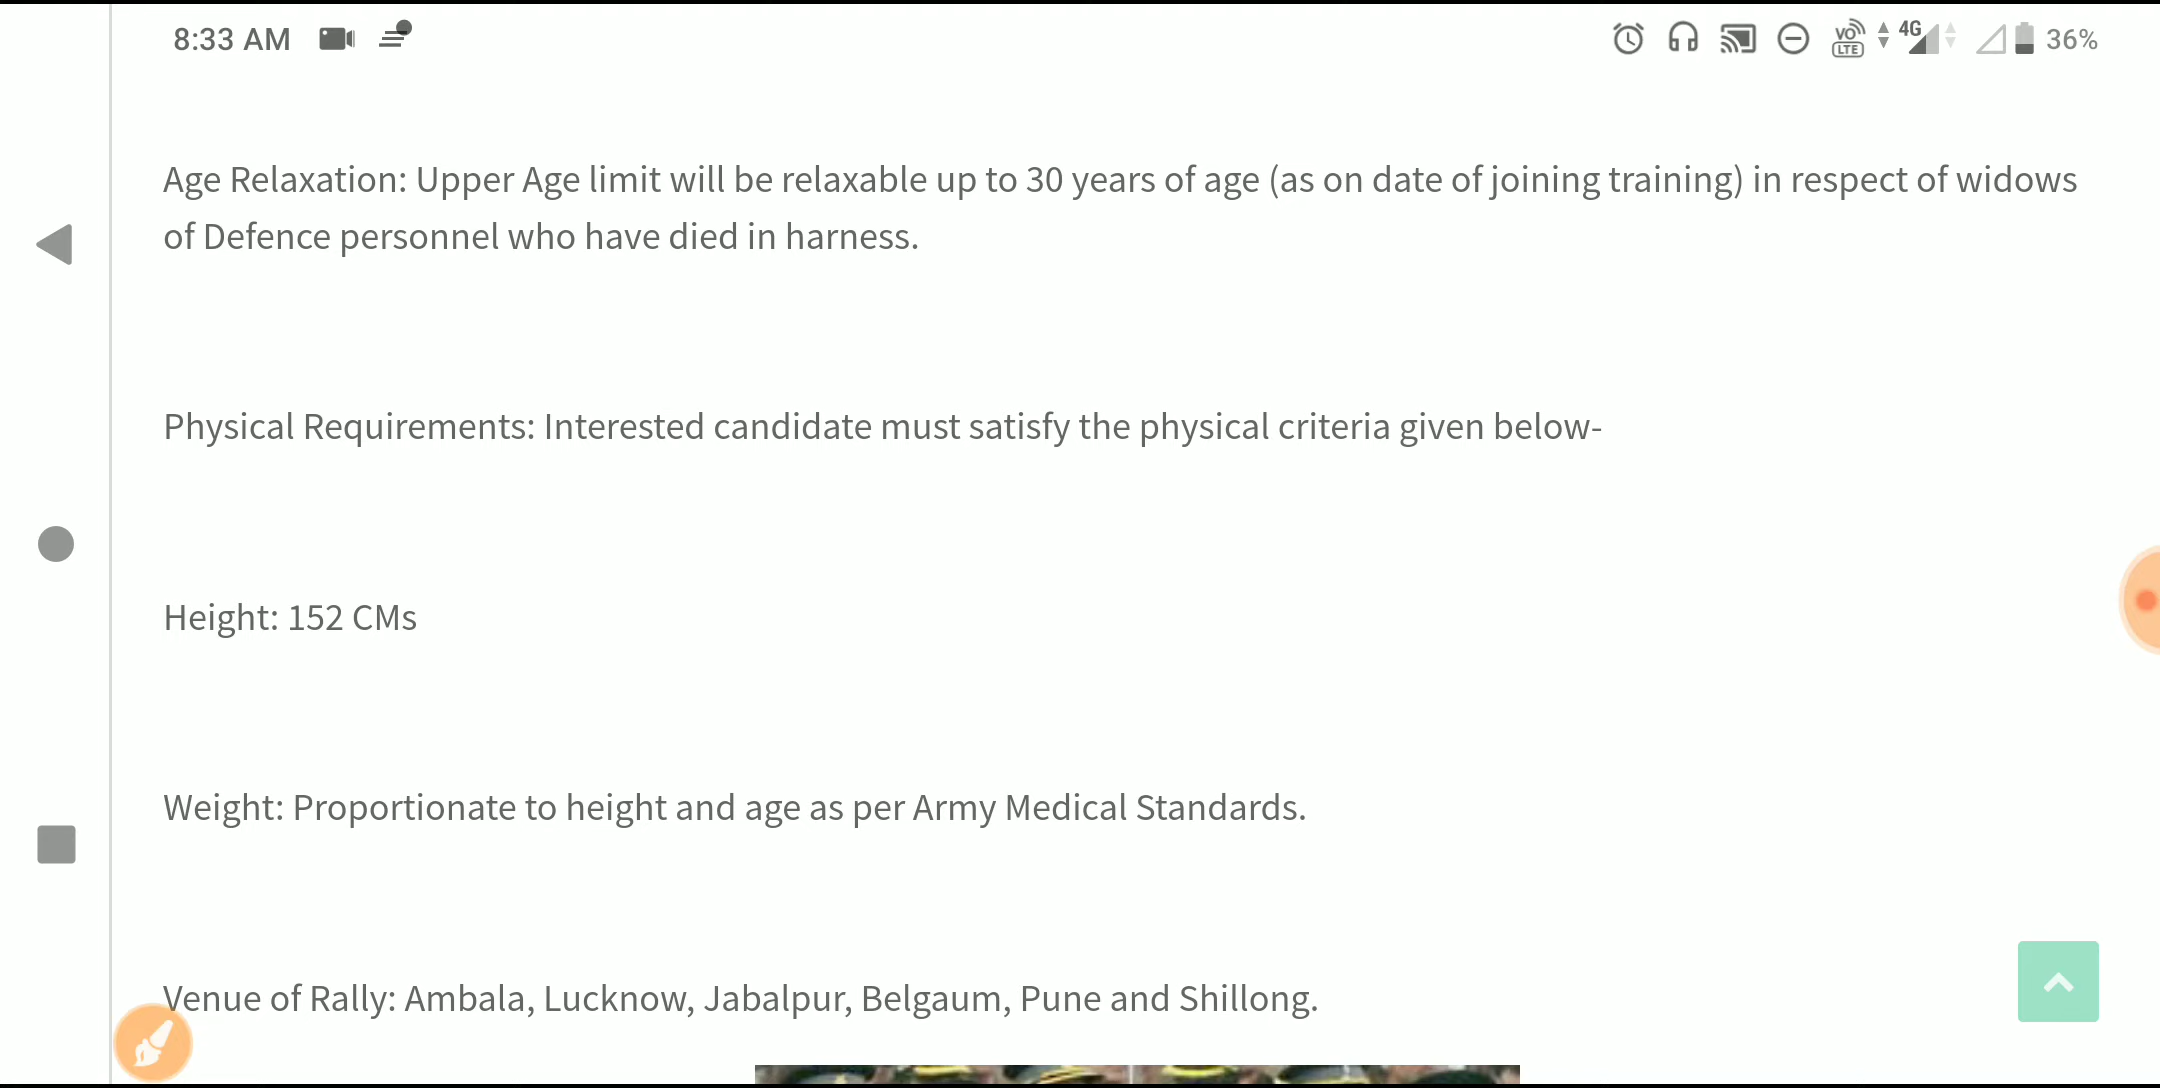 8:33 AM
VO LTE 4G 36%
Age Relaxation: Upper Age limit will be relaxable up to 30 years of age (as on date of joining training) in respect of widows
of Defence personnel who have died in harness.
Physical Requirements: Interested candidate must satisfy the physical criteria given below-
Height: 152 CMs
Weight: Proportionate to height and age as per Army Medical Standards.
Venue of Rally: Ambala, Lucknow, Jabalpur, Belgaum, Pune and Shillong.